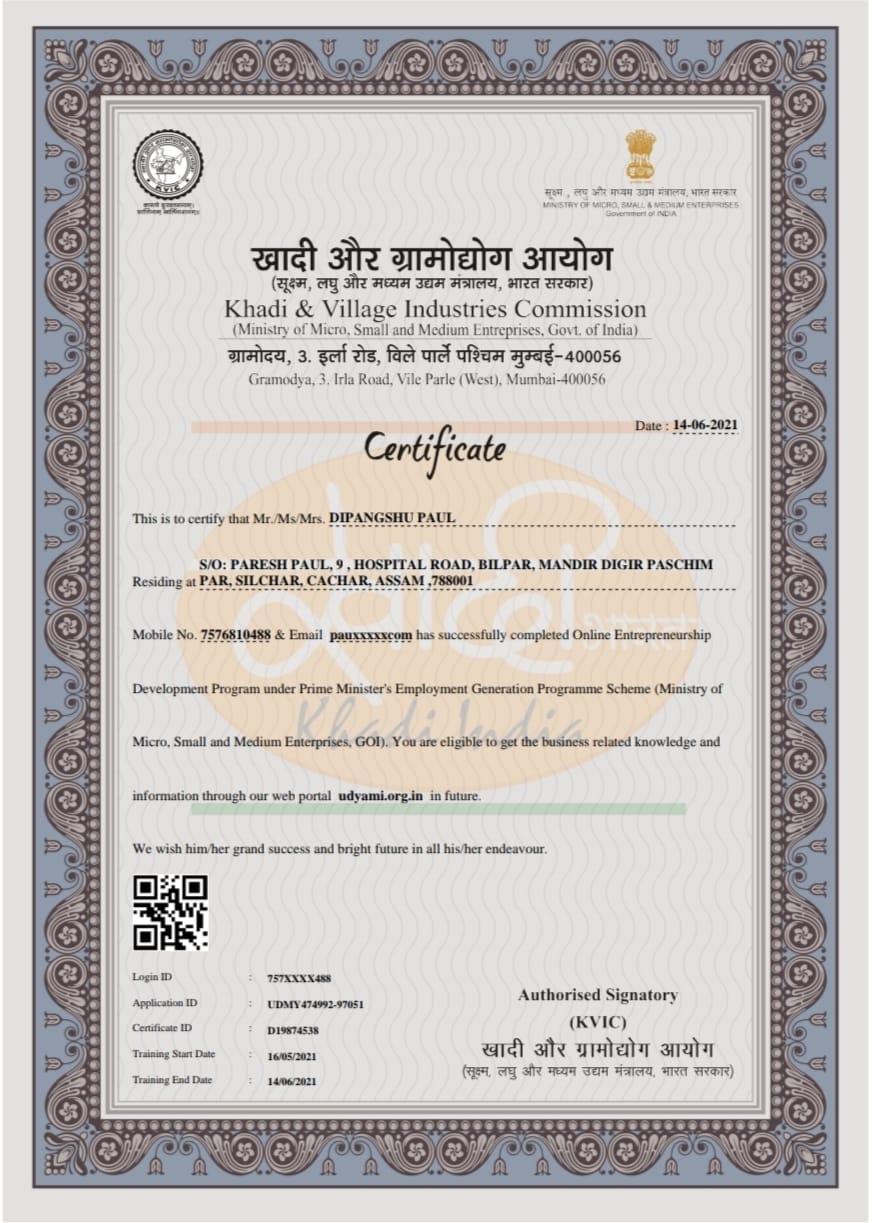 KVIC
सूक्ष्म , लघु और मध्यम उद्यम मंत्रालय, भारत सरकार
MINISTRY OF MICRO, SMALL & MEDIUM ENTERPRISES
Government of INDIA
खादी और ग्रामोद्योग आयोग
(सूक्ष्म, लघु और मध्यम उद्यम मंत्रालय, भारत सरकार)
Khadi & Village Industries Commission
(Ministry of Micro, Small and Medium Entreprises, Govt. of India)
ग्रामोदय, 3. इर्ला रोड, विले पार्ले पश्चिम मुम्बई-400056
Gramodya, 3. Irla Road, Vile Parle (West), Mumbai-400056
Date : 14-06-2021
Certificate
This is to certify that Mr./Ms/Mrs. DIPANGSHU PAUL
S/O: PARESH PAUL, 9 , HOSPITAL ROAD, BILPAR, MANDIR DIGIR PASCHIM
Residing at PAR, SILCHAR, CACHAR, ASSAM ,788001
Mobile No. 7576810488 & Email pauxxxxxcom has successfully completed Online Entrepreneurship
Development Program under Prime Minister's Employment Generation Programme Scheme (Ministry of
Khadi India
Micro, Small and Medium Enterprises, GOI). You are eligible to get the business related knowledge and
information through our web portal udyami.org.in in future.
We wish him/her grand success and bright future in all his/her endeavour.
Login ID : 757XXXX488
Application ID : UDMY474992-97051
Certificate ID : D19874538
Training Start Date : 16/05/2021
Training End Date : 14/06/2021
Authorised Signatory
(KVIC)
खादी और ग्रामोद्योग आयोग
(सूक्ष्म, लघु और मध्यम उद्यम मंत्रालय, भारत सरकार)